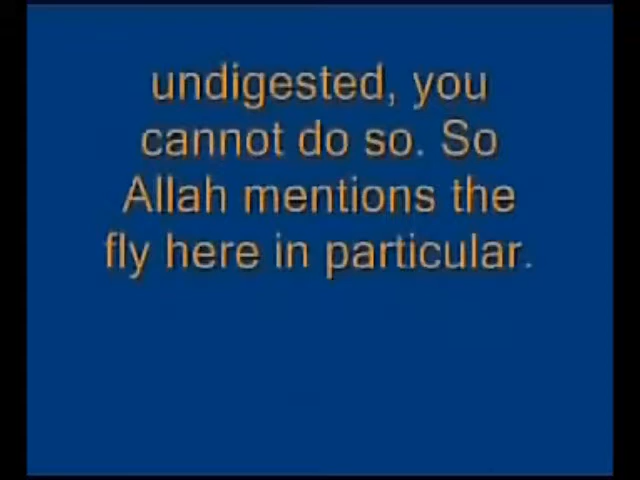 undigested, you
cannot do so. So
Allah mentions the
fly here in particular.